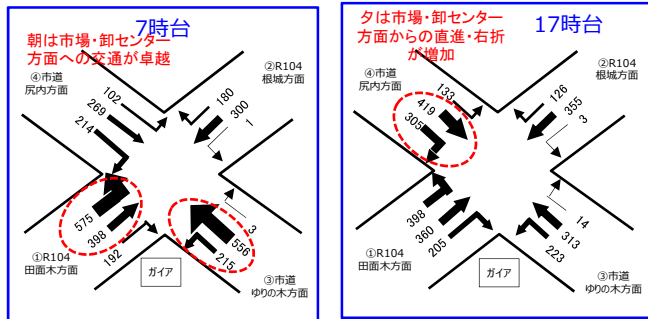 7時台
朝は市場・卸センター
方面への交通が卓越
②R104
根城方面
④市道
尻内方面
102
269
214
180
300
1
575
398
192
3
556
215
①R104
田面木方面
ガイア
③市道
ゆりの木方面
17時台
夕は市場・卸センター
方面からの直進・右折
が増加
②R104
根城方面
④市道
尻内方面
133
419
305
126
355
3
398
360
205
14
313
223
①R104
田面木方面
ガイア
③市道
ゆりの木方面